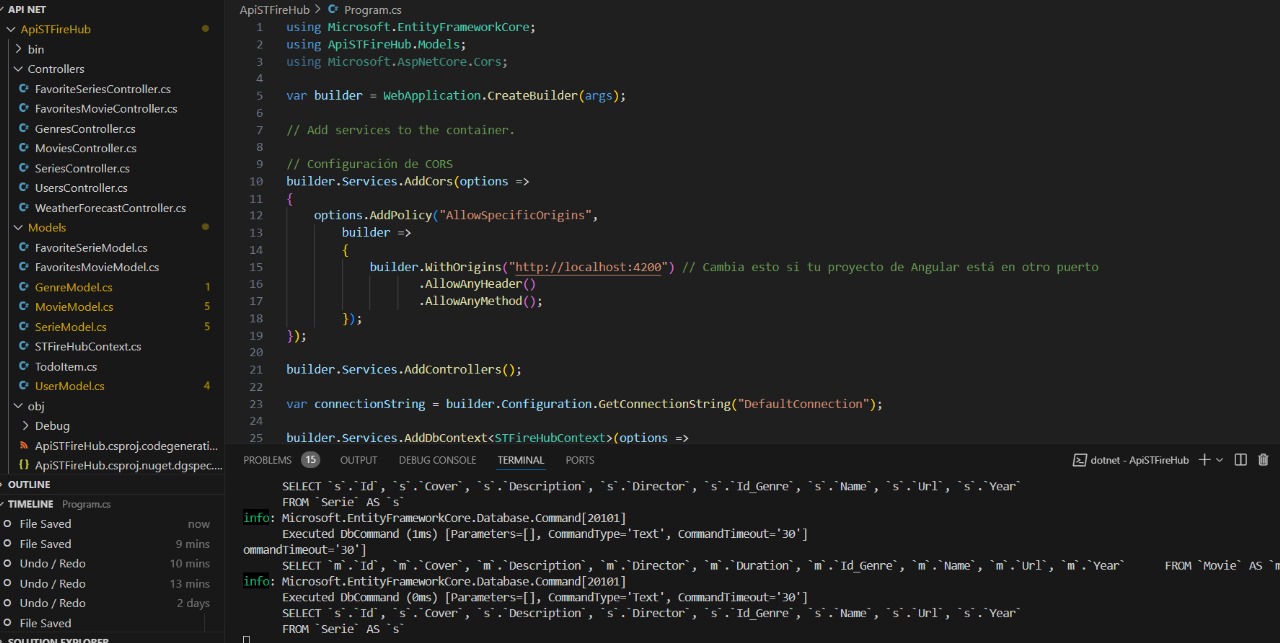 API NET
ApiSTFireHub
bin
Controllers
FavoriteSeriesController.cs
FavoritesMovieController.cs
GenresController.cs
MoviesController.cs
SeriesController.cs
UsersController.cs
WeatherForecastController.cs
Models
FavoriteSerieModel.cs
FavoritesMovieModel.cs
GenreModel.cs 1
MovieModel.cs 5
SerieModel.cs 5
STFireHubContext.cs
TodoItem.cs
UserModel.cs 4
obj
Debug
ApiSTFireHub.csproj.codegenerati...
{} ApiSTFireHub.csproj.nuget.dgspec....
OUTLINE
TIMELINE Program.cs
File Saved now
File Saved 9 mins
Undo / Redo 10 mins
Undo / Redo 13 mins
Undo / Redo 2 days
File Saved
SOLUTION EXPLORER
ApiSTFireHub > Program.cs
1 using Microsoft.EntityFrameworkCore;
2 using ApiSTFireHub.Models;
3 using Microsoft.AspNetCore.Cors;
4
5 var builder = WebApplication.CreateBuilder(args);
6
7 // Add services to the container.
8
9 // Configuración de CORS
10 builder.Services.AddCors(options =>
11 {
12 options.AddPolicy("AllowSpecificOrigins",
13 builder =>
14 {
15 builder.WithOrigins("http://localhost:4200") // Cambia esto si tu proyecto de Angular está en otro puerto
16 .AllowAnyHeader()
17 .AllowAnyMethod();
18 });
19 });
20
21 builder.Services.AddControllers();
22
23 var connectionString = builder.Configuration.GetConnectionString("DefaultConnection");
24
25 builder.Services.AddDbContext<STFireHubContext>(options =>
PROBLEMS 15 OUTPUT DEBUG CONSOLE TERMINAL PORTS dotnet - ApiSTFireHub
SELECT `s`.`Id`, `s`.`Cover`, `s`.`Description`, `s`.`Director`, `s`.`Id_Genre`, `s`.`Name`, `s`.`Url`, `s`.`Year`
FROM `Serie` AS `s`
info: Microsoft.EntityFrameworkCore.Database.Command[20101]
Executed DbCommand (1ms) [Parameters=[], CommandType='Text', CommandTimeout='30']
ommandTimeout='30']
SELECT `m`.`Id`, `m`.`Cover`, `m`.`Description`, `m`.`Director`, `m`.`Duration`, `m`.`Id_Genre`, `m`.`Name`, `m`.`Url`, `m`.`Year` FROM `Movie` AS `m
info: Microsoft.EntityFrameworkCore.Database.Command[20101]
Executed DbCommand (0ms) [Parameters=[], CommandType='Text', CommandTimeout='30']
SELECT `s`.`Id`, `s`.`Cover`, `s`.`Description`, `s`.`Director`, `s`.`Id_Genre`, `s`.`Name`, `s`.`Url`, `s`.`Year`
FROM `Serie` AS `s`